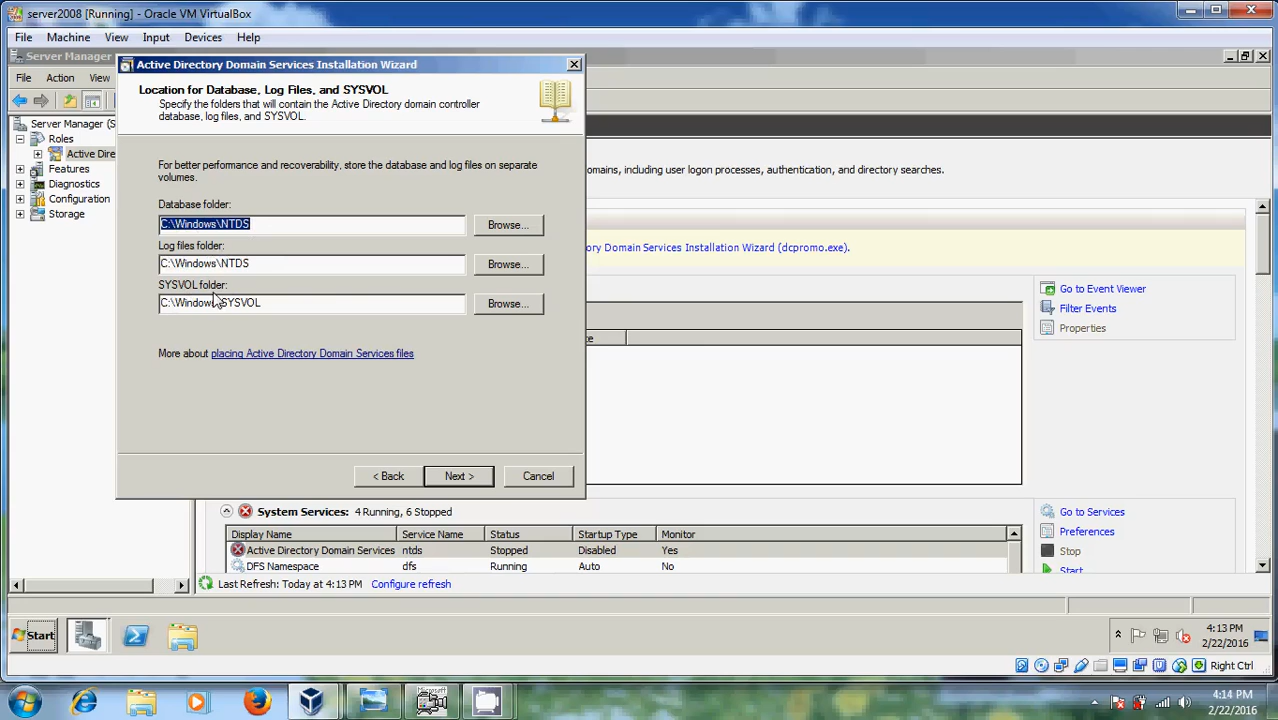 server2008 [Running] - Oracle VM VirtualBox
File Machine View Input Devices Help
Server Manager
File Action View
Server Manager (S
Roles
Active Dire
Features
Diagnostics
Configuration
Storage
Active Directory Domain Services Installation Wizard
Location for Database, Log Files, and SYSVOL
Specify the folders that will contain the Active Directory domain controller
database, log files, and SYSVOL.
For better performance and recoverability, store the database and log files on separate
volumes.
Database folder:
C:\Windows\NTDS Browse...
Log files folder:
C:\Windows\NTDS Browse...
SYSVOL folder:
C:\Windows\SYSVOL Browse...
More about placing Active Directory Domain Services files
< Back Next > Cancel
omains, including user logon processes, authentication, and directory searches.
ctory Domain Services Installation Wizard (dcpromo.exe).
Go to Event Viewer
Filter Events
Properties
System Services: 4 Running, 6 Stopped
Display Name Service Name Status Startup Type Monitor
Active Directory Domain Services ntds Stopped Disabled Yes
DFS Namespace dfs Running Auto No
Go to Services
Preferences
Stop
Start
Last Refresh: Today at 4:13 PM Configure refresh
Start
4:13 PM
2/22/2016
Right Ctrl
Microsoft
4:14 PM
2/22/2016